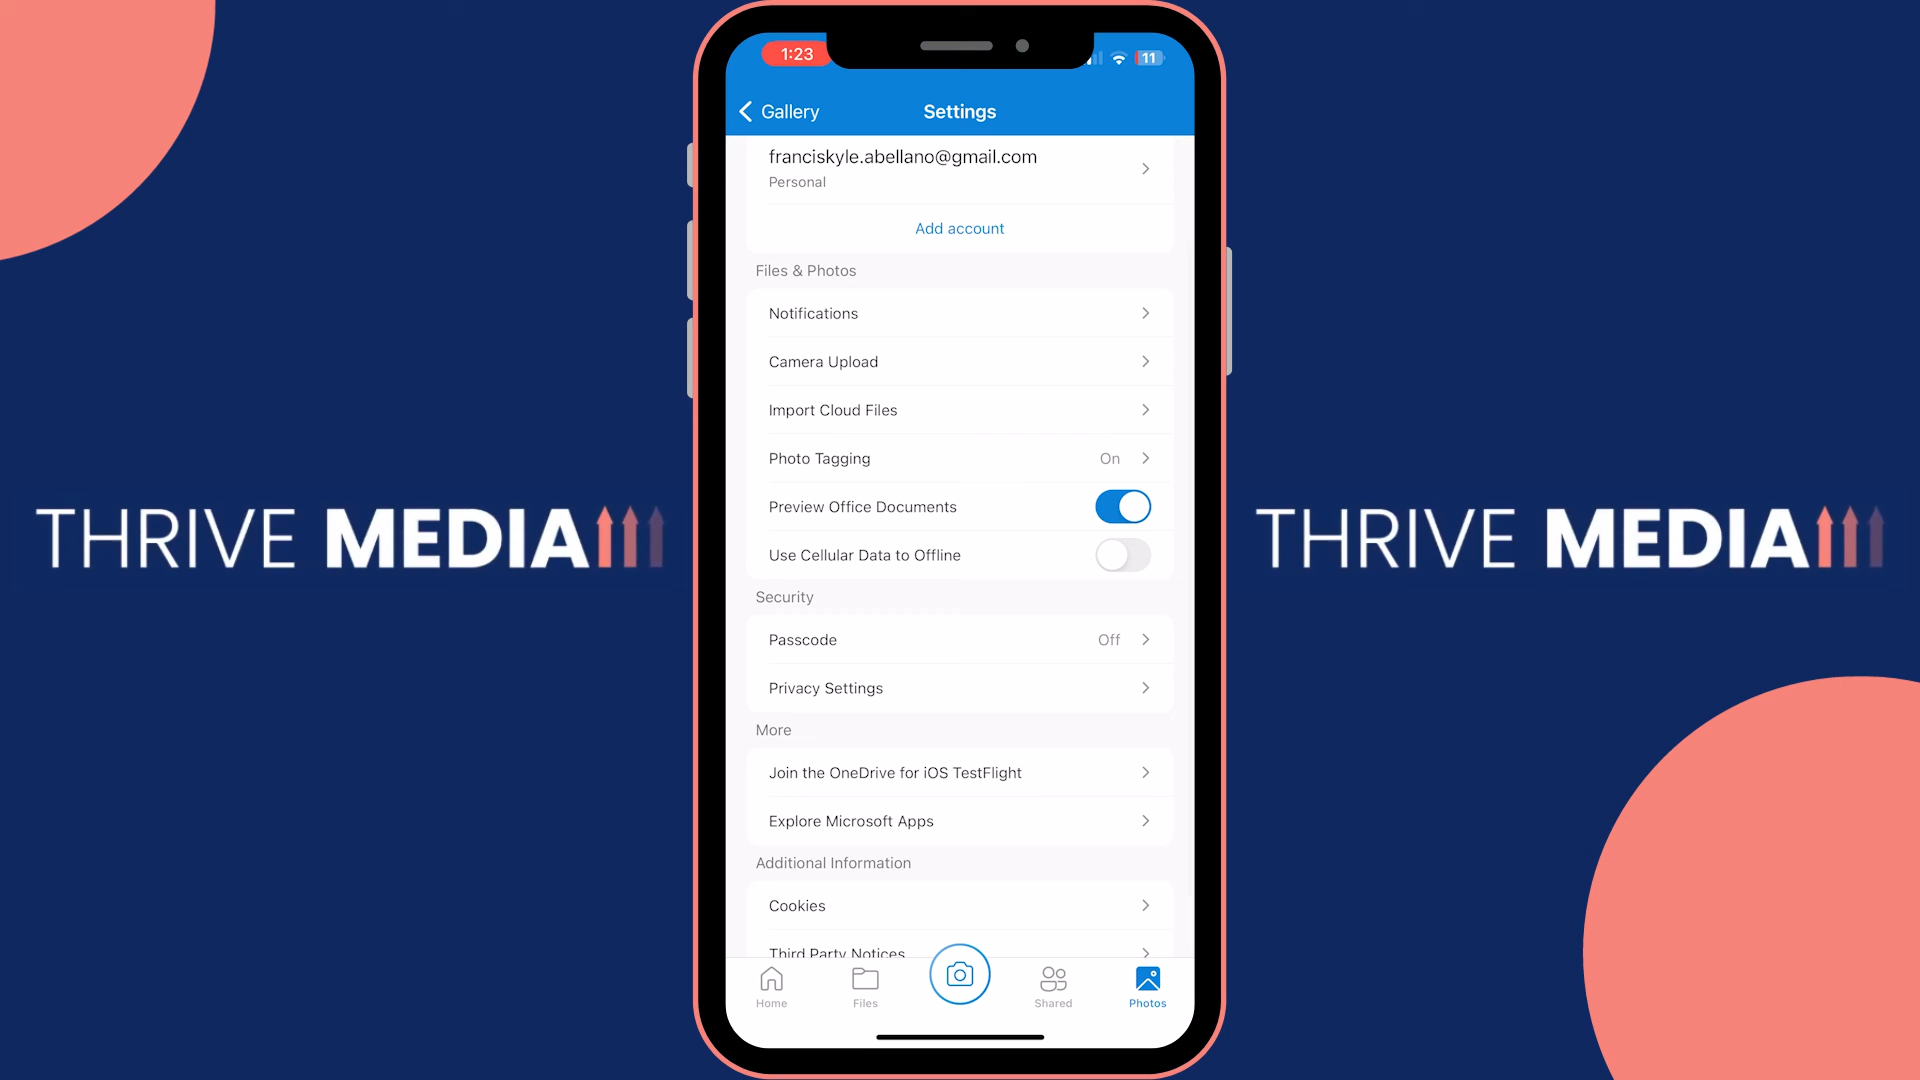 1:23
11
Gallery
Settings
franciskyle.abellano@gmail.com
Personal
Add account
Files & Photos
Notifications
Camera Upload
Import Cloud Files
Photo Tagging On
Preview Office Documents
Use Cellular Data to Offline
Security
Passcode Off
Privacy Settings
More
Join the OneDrive for iOS TestFlight
Explore Microsoft Apps
Additional Information
Cookies
Third Party Notices
Home
Files
Shared
Photos
THRIVE MEDIA
THRIVE MEDIA